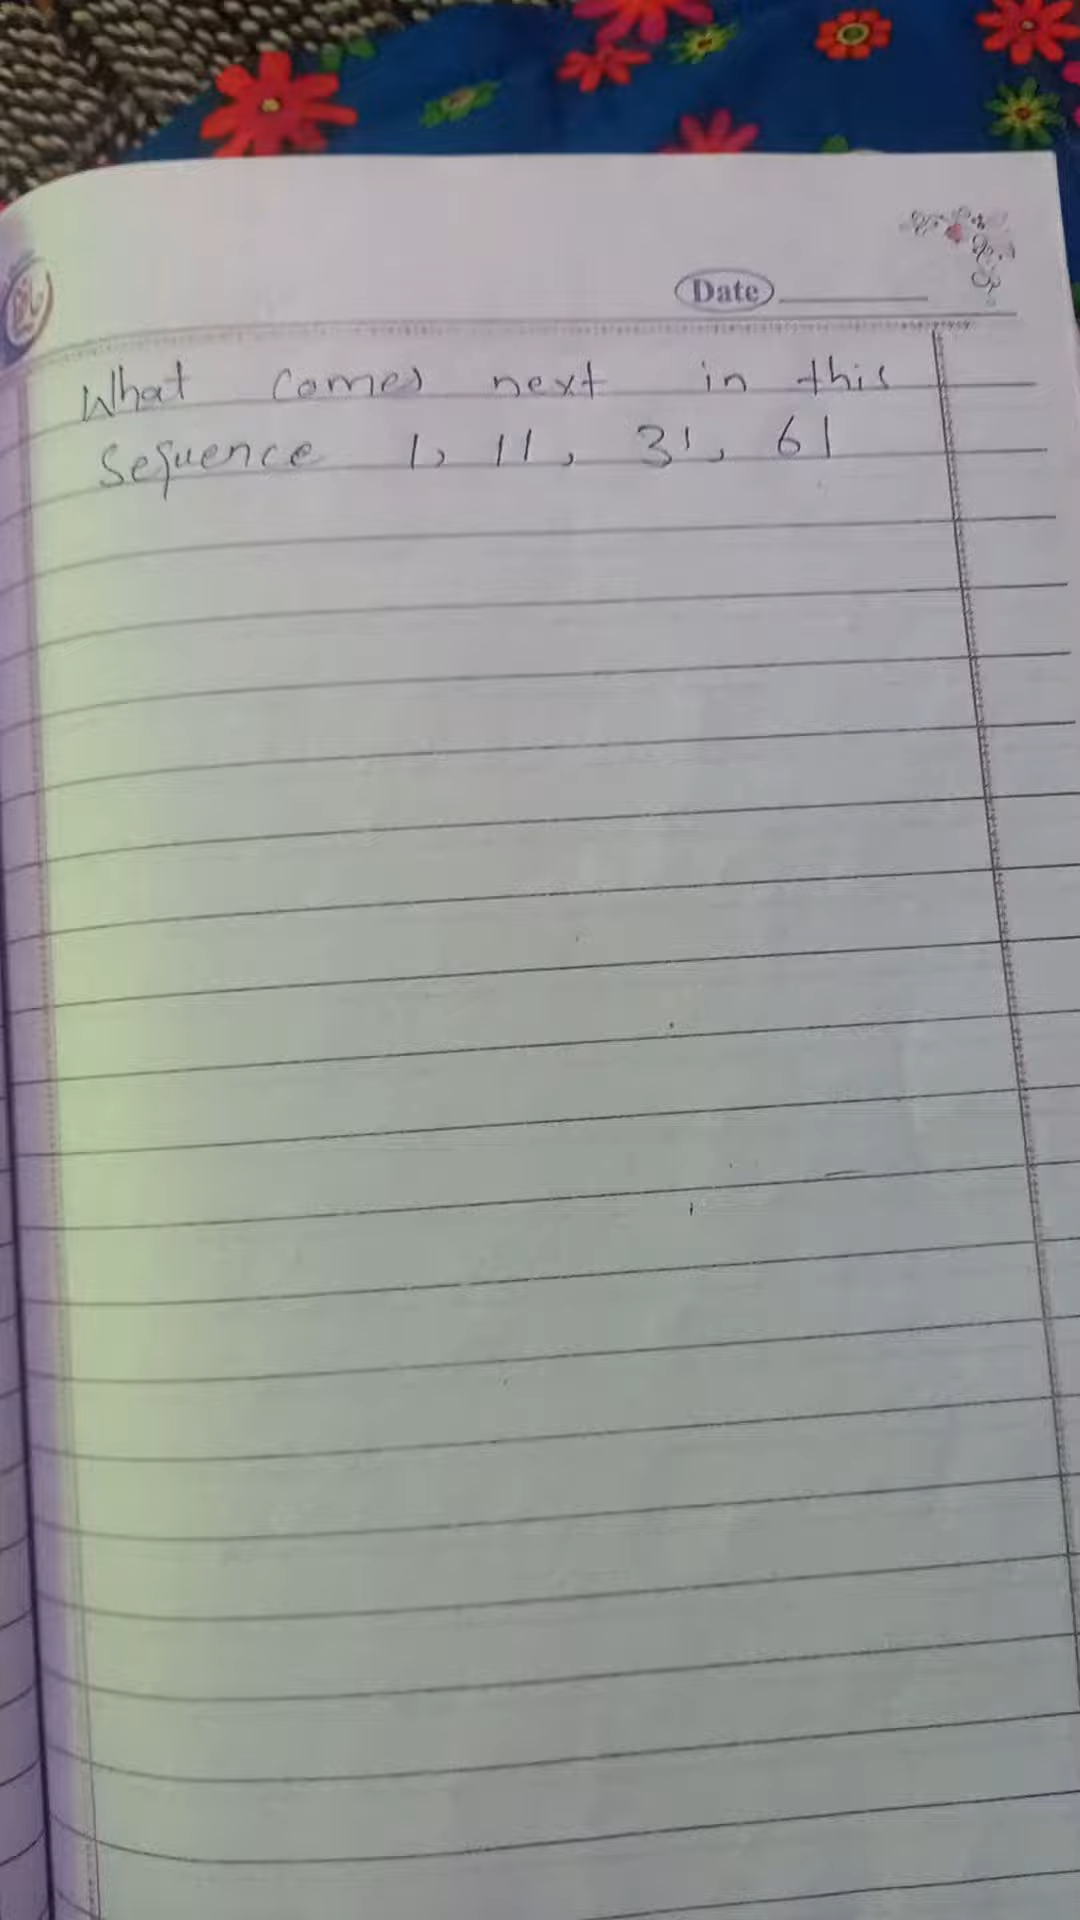 Date
What comes next in this
Sequence 1, 11, 31, 61